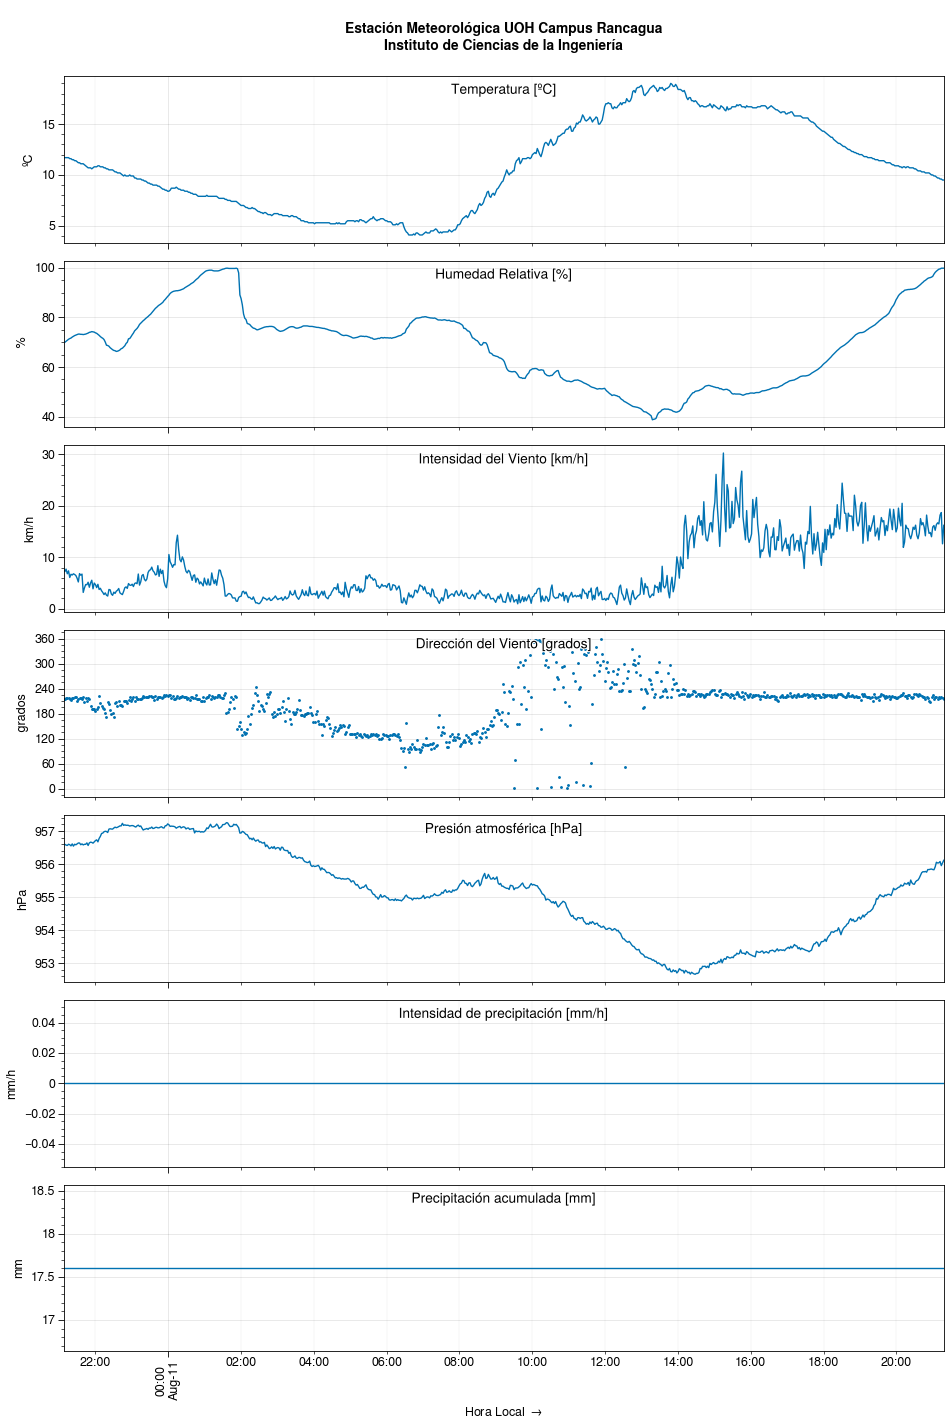 Estación Meteorológica UOH Campus Rancagua
Instituto de Ciencias de la Ingeniería
Temperatura [ºC]
ºC
15
10
5
Humedad Relativa [%]
%
100
80
60
40
Intensidad del Viento [km/h]
km/h
30
20
10
0
Dirección del Viento [grados]
grados
360
300
240
180
120
60
0
Presión atmosférica [hPa]
hPa
957
956
955
954
953
Intensidad de precipitación [mm/h]
mm/h
0.04
0.02
0
−0.02
−0.04
Precipitación acumulada [mm]
mm
18.5
18
17.5
17
22:00
00:00
Aug-11
02:00
04:00
06:00
08:00
10:00
12:00
14:00
16:00
18:00
20:00
Hora Local →